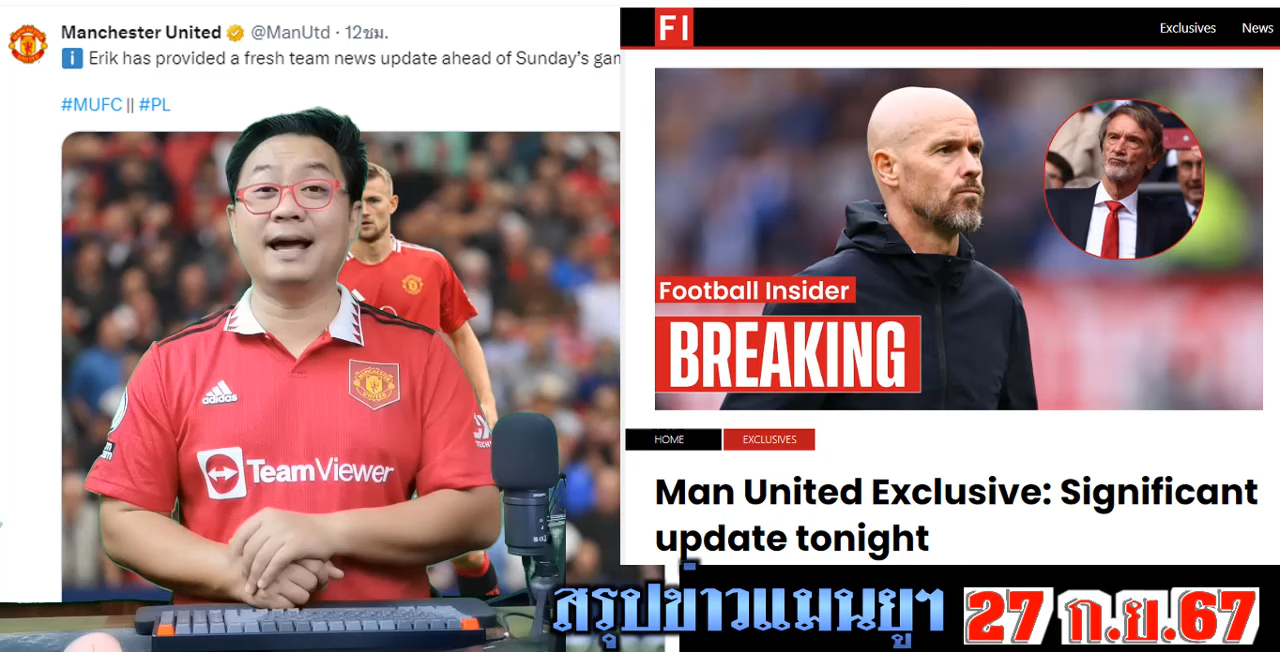 Manchester United @ManUtd · 12ชม.
i Erik has provided a fresh team news update ahead of Sunday's gam
#MUFC || #PL
adidas
TeamViewer
FI
Exclusives News
Football Insider
BREAKING
HOME EXCLUSIVES
Man United Exclusive: Significant
update tonight
สรุปข่าวแมนยูฯ 27 ก.ย.67